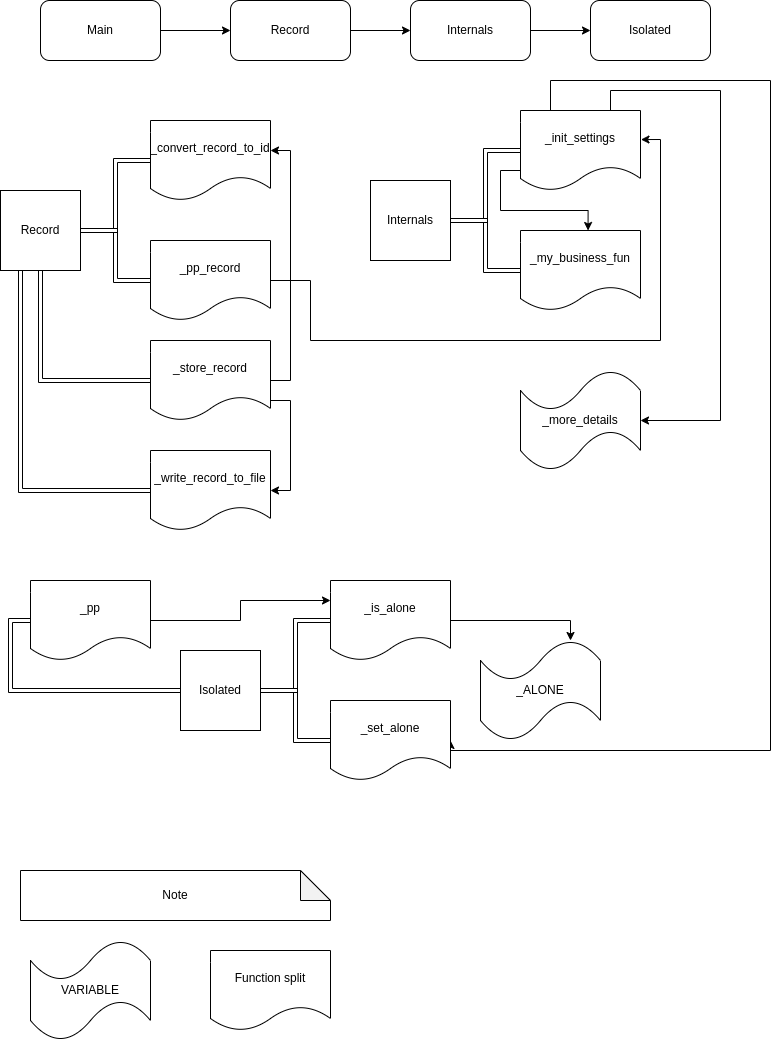 Main
Record
Internals
Isolated
_convert_record_to_id
_init_settings
Record
Internals
_pp_record
_my_business_fun
_store_record
_more_details
_write_record_to_file
_pp
_is_alone
Isolated
_ALONE
_set_alone
Note
VARIABLE
Function split